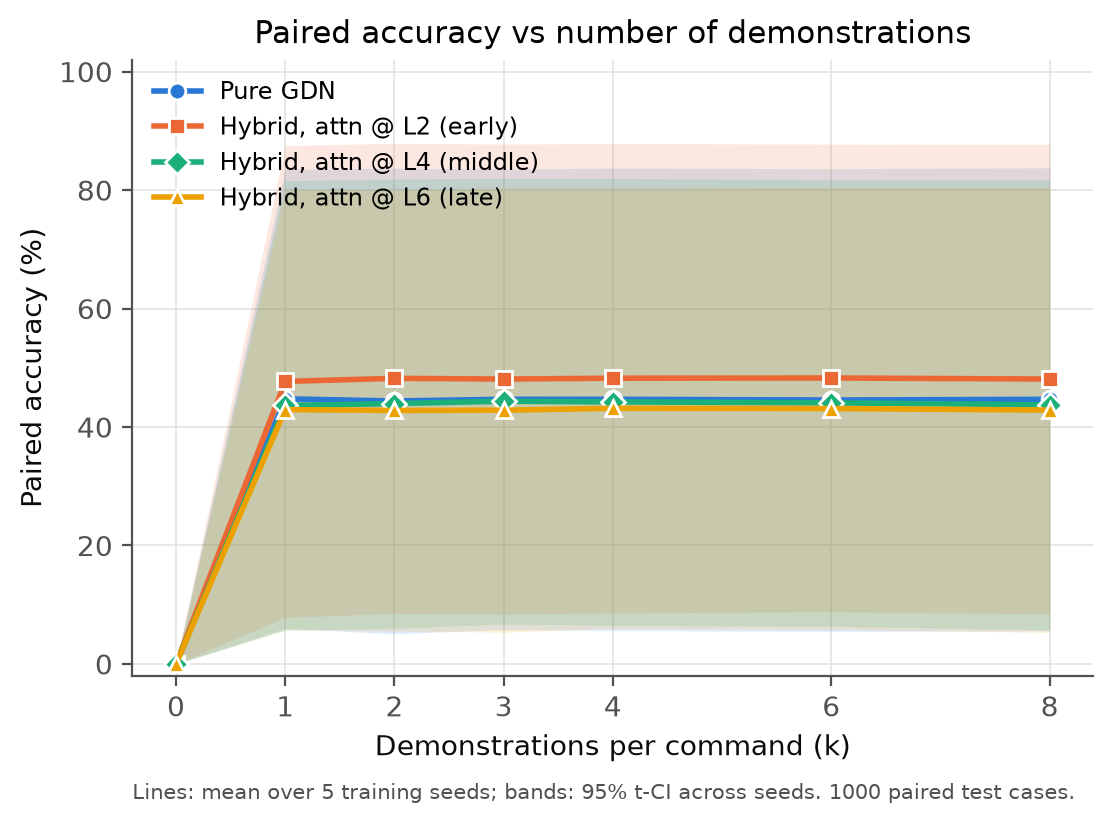 Paired accuracy vs number of demonstrations
Paired accuracy (%)
100
80
60
40
20
0
Pure GDN
Hybrid, attn @ L2 (early)
Hybrid, attn @ L4 (middle)
Hybrid, attn @ L6 (late)
0 1 2 3 4 6 8
Demonstrations per command (k)
Lines: mean over 5 training seeds; bands: 95% t-CI across seeds. 1000 paired test cases.